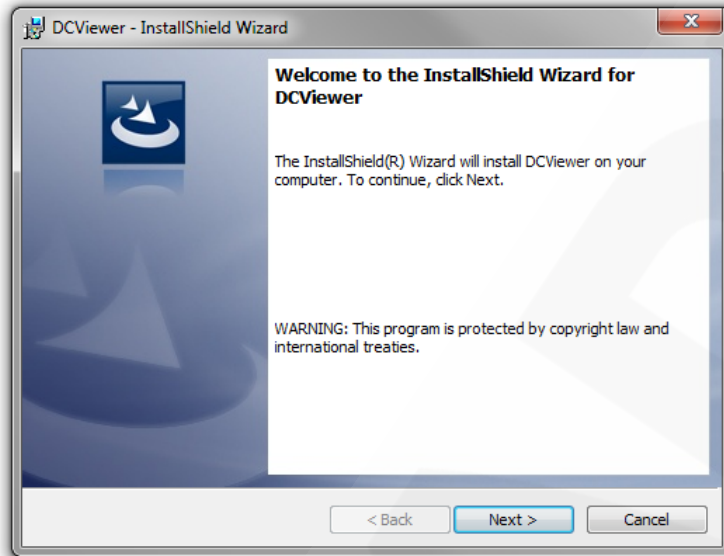 DCViewer - InstallShield Wizard
X
Welcome to the InstallShield Wizard for
DCViewer
The InstallShield(R) Wizard will install DCViewer on your
computer. To continue, click Next.
WARNING: This program is protected by copyright law and
international treaties.
< Back
Next >
Cancel